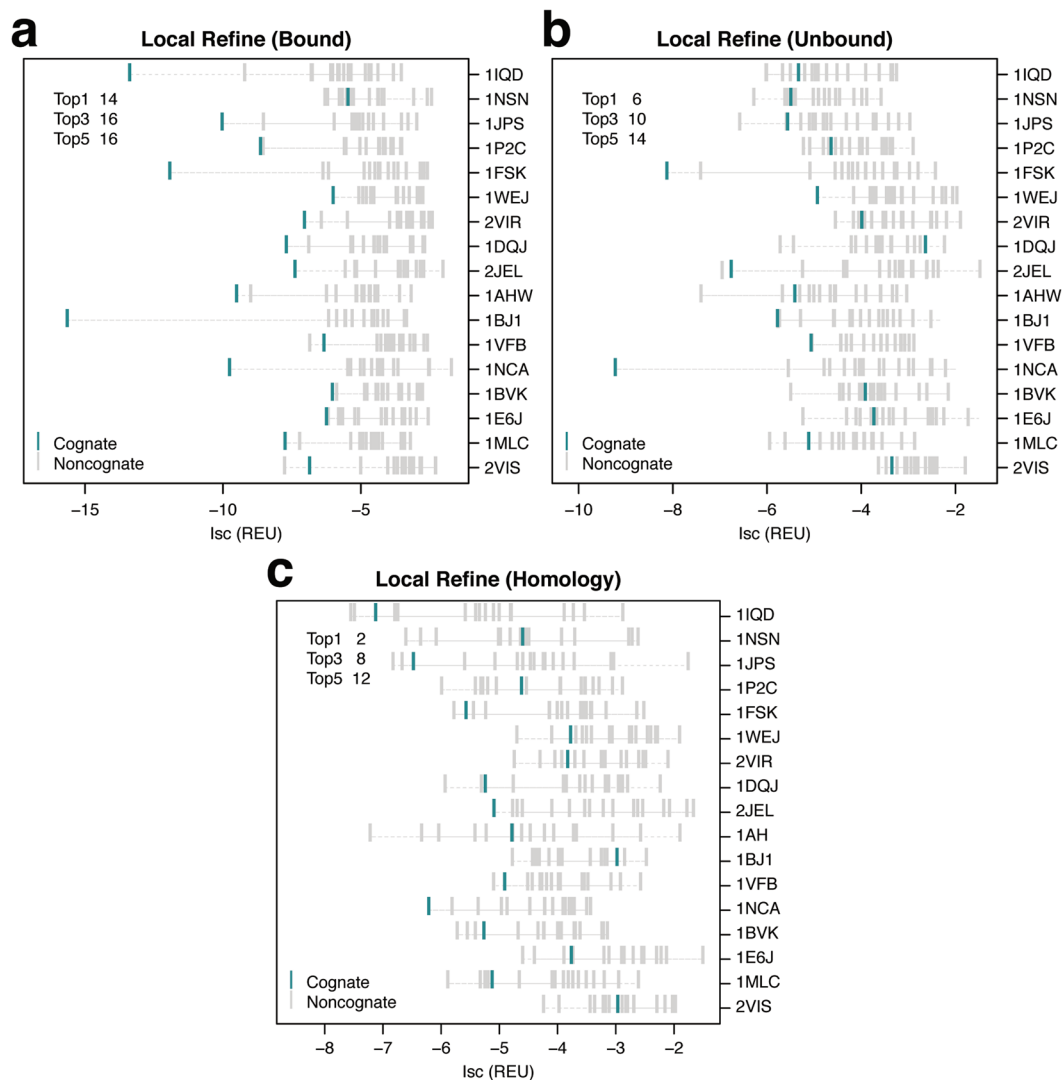 a
Local Refine (Bound)
Top1 14
Top3 16
Top5 16
1IQD
1NSN
1JPS
1P2C
1FSK
1WEJ
2VIR
1DQJ
2JEL
1AHW
1BJ1
1VFB
1NCA
1BVK
1E6J
1MLC
2VIS
Cognate
Noncognate
−15 −10 −5
Isc (REU)
b
Local Refine (Unbound)
Top1 6
Top3 10
Top5 14
1IQD
1NSN
1JPS
1P2C
1FSK
1WEJ
2VIR
1DQJ
2JEL
1AHW
1BJ1
1VFB
1NCA
1BVK
1E6J
1MLC
2VIS
Cognate
Noncognate
−10 −8 −6 −4 −2
Isc (REU)
c
Local Refine (Homology)
Top1 2
Top3 8
Top5 12
1IQD
1NSN
1JPS
1P2C
1FSK
1WEJ
2VIR
1DQJ
2JEL
1AH
1BJ1
1VFB
1NCA
1BVK
1E6J
1MLC
2VIS
Cognate
Noncognate
−8 −7 −6 −5 −4 −3 −2
Isc (REU)